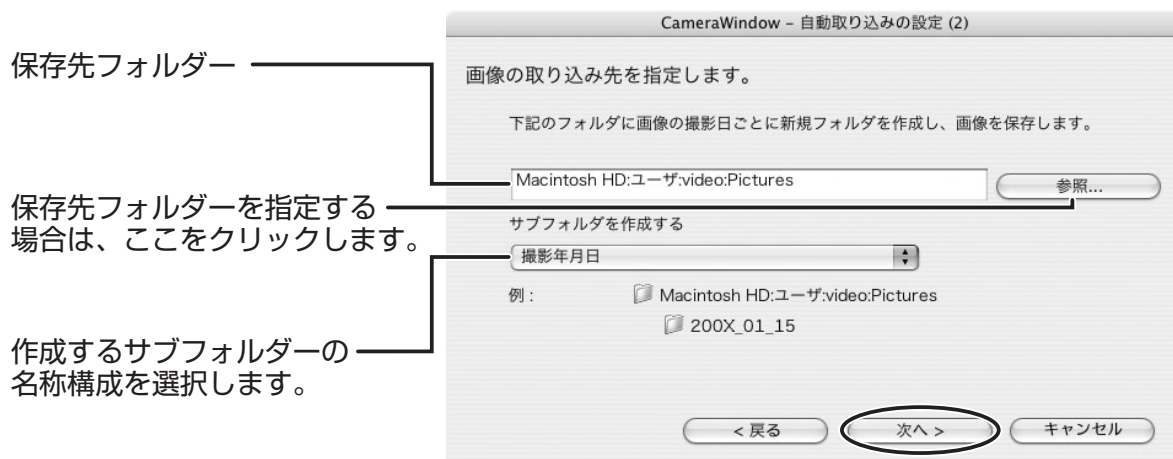 CameraWindow – 自動取り込みの設定 (2)
保存先フォルダー
画像の取り込み先を指定します。
下記のフォルダに画像の撮影日ごとに新規フォルダを作成し、画像を保存します。
Macintosh HD:ユーザ:video:Pictures
参照...
保存先フォルダーを指定する
場合は、ここをクリックします。
サブフォルダを作成する
撮影年月日
例 :
Macintosh HD:ユーザ:video:Pictures
200X_01_15
作成するサブフォルダーの
名称構成を選択します。
< 戻る
次へ >
キャンセル